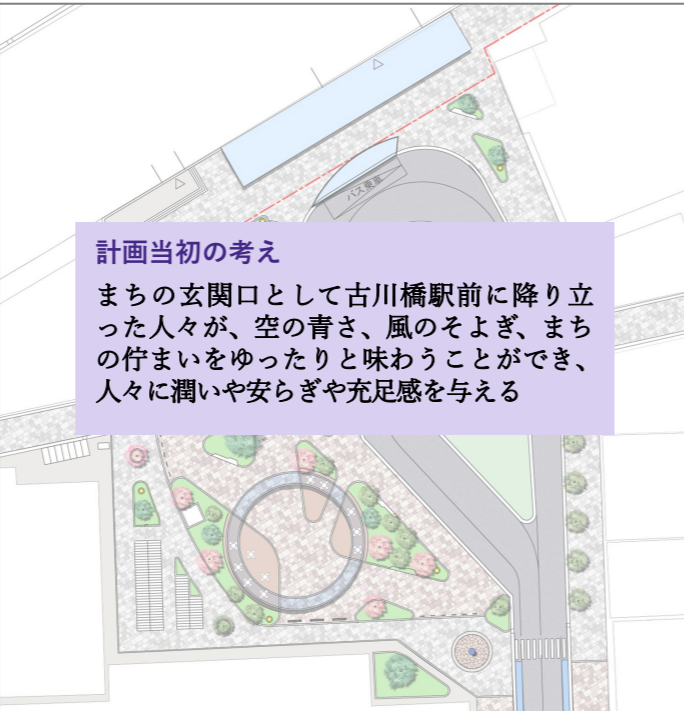 バス乗車
計画当初の考え
まちの玄関口として古川橋駅前に降り立
った人々が、空の青さ、風のそよぎ、まち
の佇まいをゆったりと味わうことができ、
人々に潤いや安らぎや充足感を与える